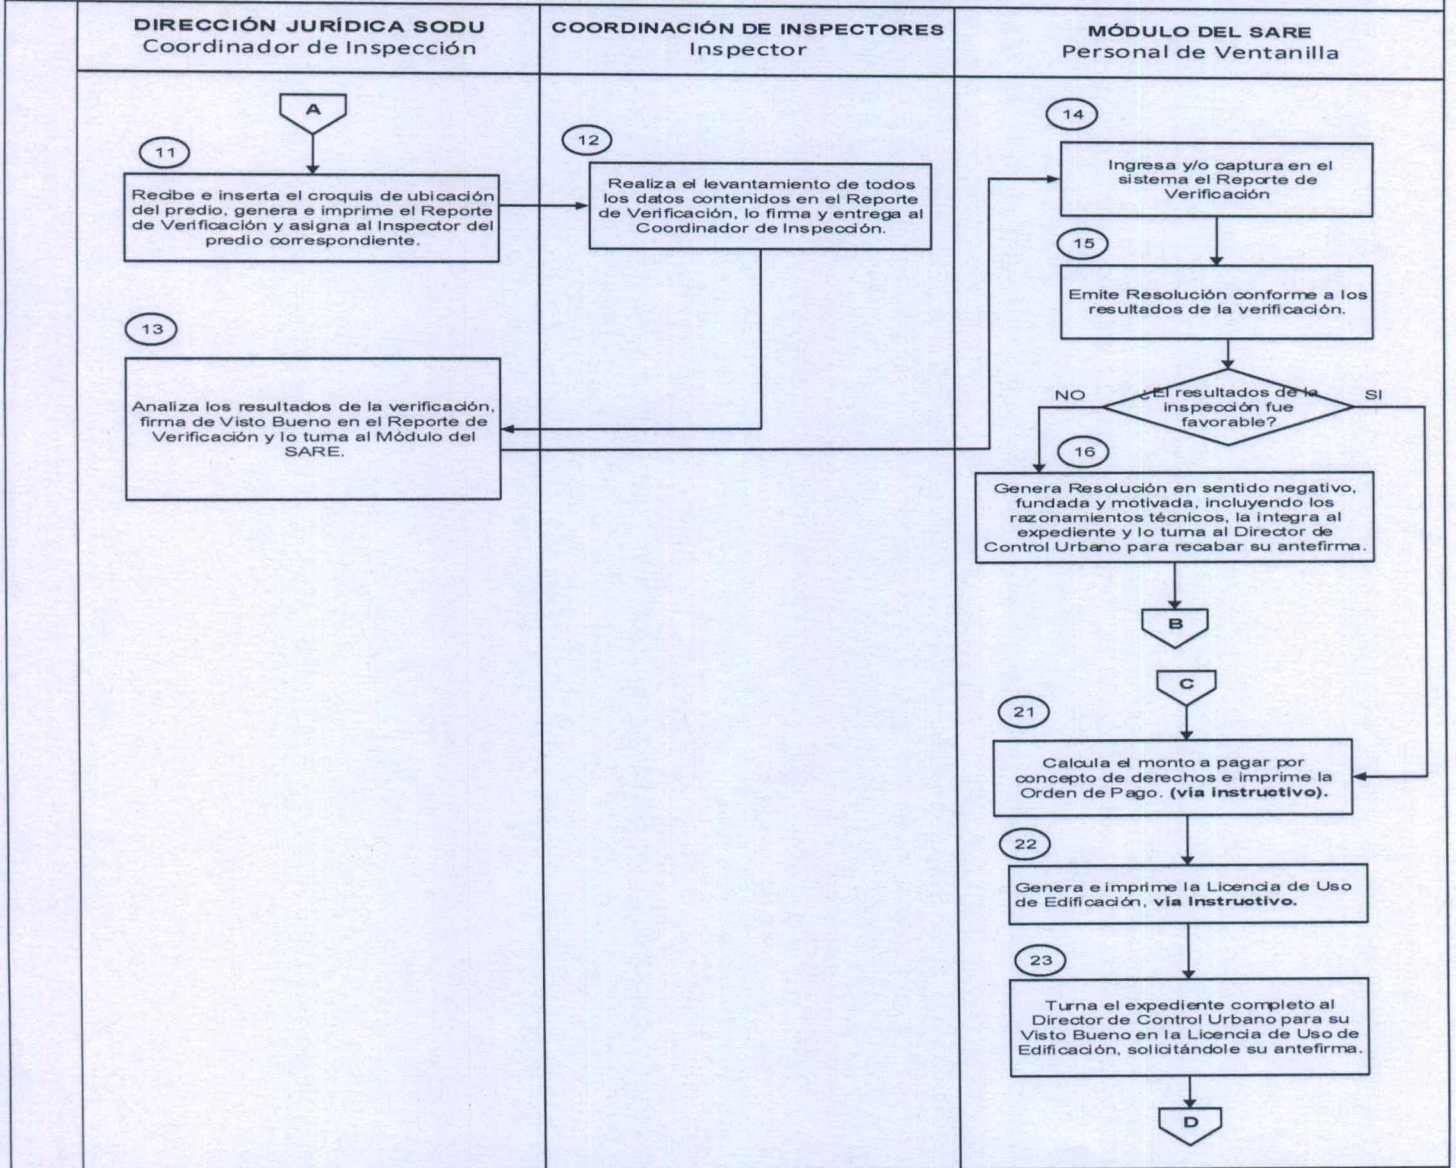 DIRECCIÓN JURÍDICA SODU
Coordinador de Inspección
COORDINACIÓN DE INSPECTORES
Inspector
MÓDULO DEL SARE
Personal de Ventanilla
A
11
Recibe e inserta el croquis de ubicación
del predio, genera e imprime el Reporte
de Verificación y asigna al Inspector del
predio correspondiente.
12
Realiza el levantamiento de todos
los datos contenidos en el Reporte
de Verificación, lo firma y entrega al
Coordinador de Inspección.
13
Analiza los resultados de la verificación,
firma de Visto Bueno en el Reporte de
Verificación y lo turna al Módulo del
SARE.
14
Ingresa y/o captura en el
sistema el Reporte de
Verificación
15
Emite Resolución conforme a los
resultados de la verificación.
NO
¿El resultados de la
inspección fue
favorable?
SI
16
Genera Resolución en sentido negativo,
fundada y motivada, incluyendo los
razonamientos técnicos, la integra al
expediente y lo turna al Director de
Control Urbano para recabar su antefirma.
B
C
21
Calcula el monto a pagar por
concepto de derechos e imprime la
Orden de Pago. (vía instructivo).
22
Genera e imprime la Licencia de Uso
de Edificación, vía Instructivo.
23
Turna el expediente completo al
Director de Control Urbano para su
Visto Bueno en la Licencia de Uso de
Edificación, solicitándole su antefirma.
D